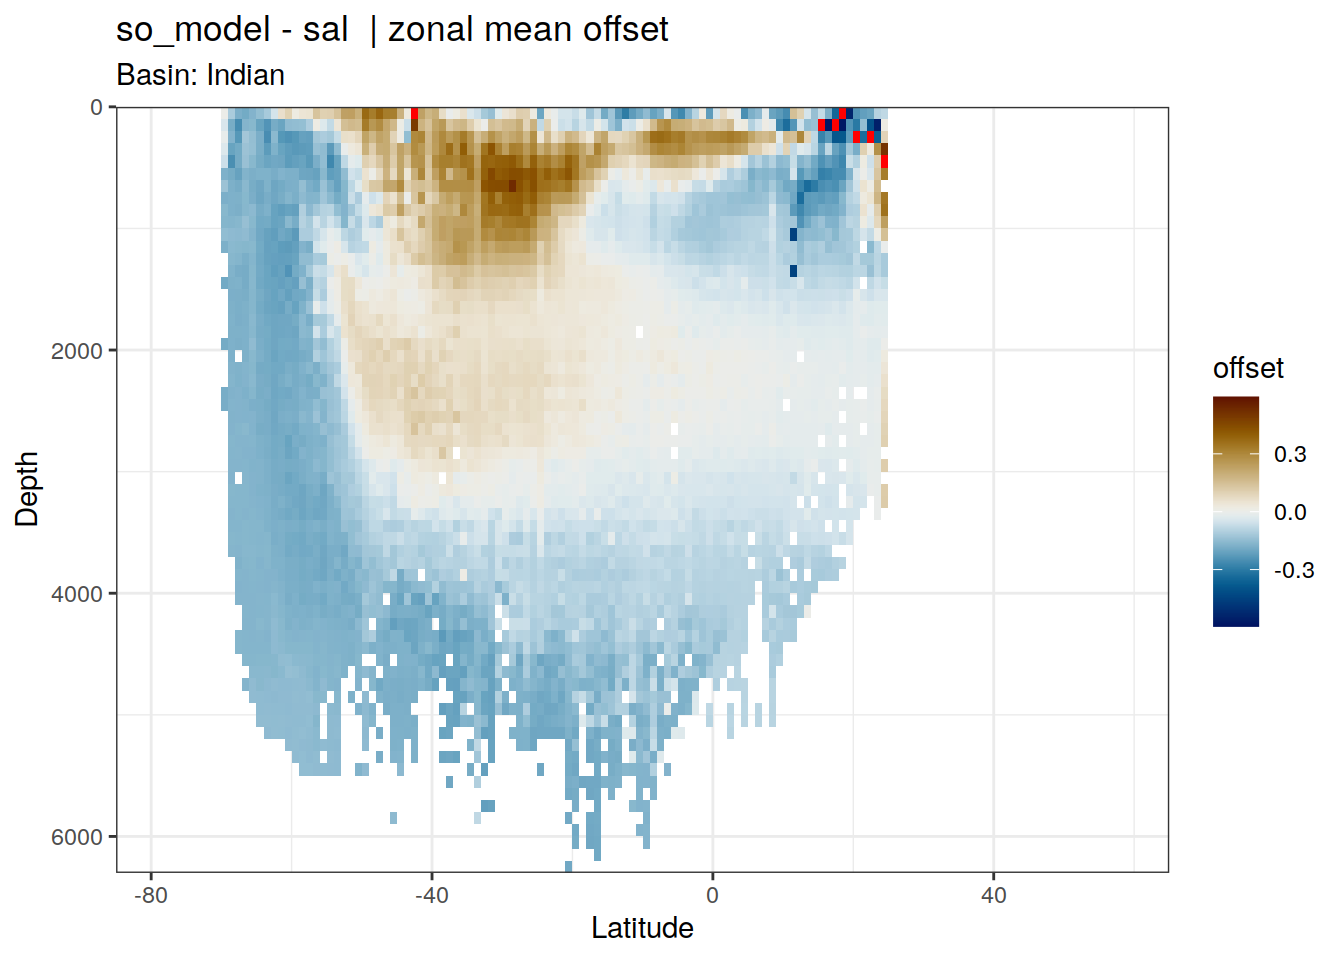 so_model - sal | zonal mean offset
Basin: Indian
0
2000
4000
6000
Depth
-80
-40
0
40
Latitude
offset
0.3
0.0
-0.3